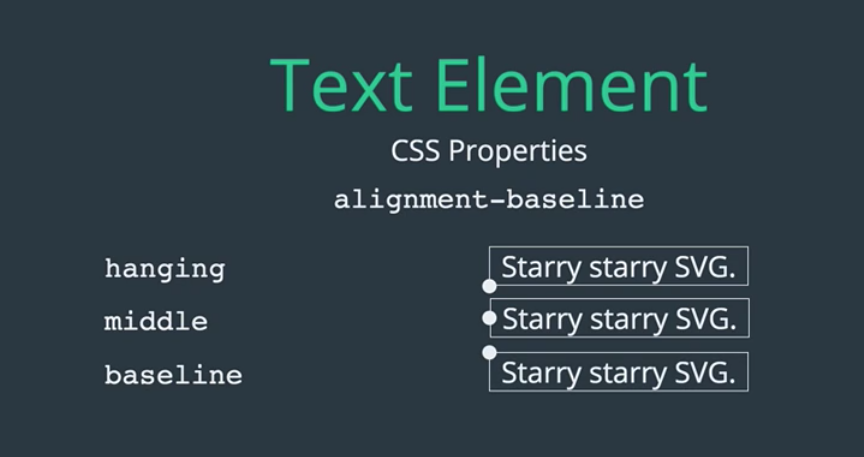 Text Element
CSS Properties
alignment-baseline
hanging Starry starry SVG.
middle Starry starry SVG.
baseline Starry starry SVG.